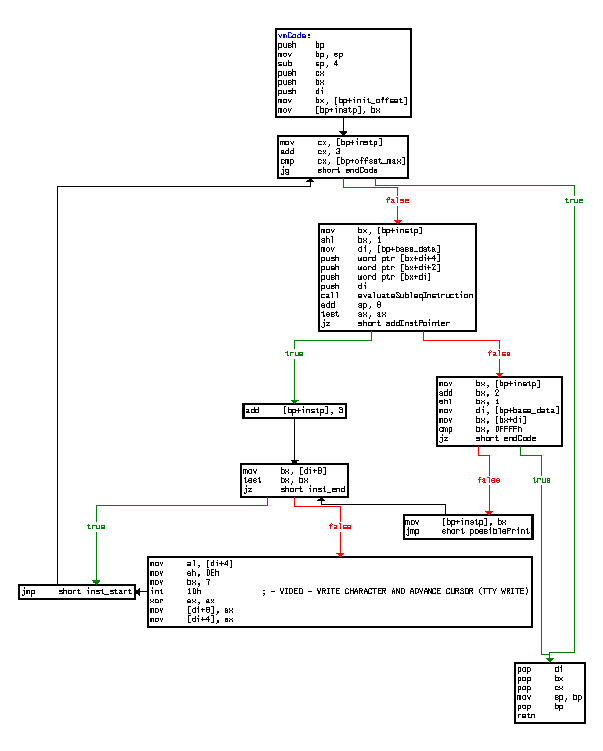 vmCode:
push bp
mov bp, sp
sub sp, 4
push cx
push bx
push di
mov bx, [bp+init_offset]
mov [bp+instp], bx
mov cx, [bp+instp]
add cx, 3
cmp cx, [bp+offset_max]
jg short endCode
false
true
mov bx, [bp+instp]
shl bx, 1
mov di, [bp+base_data]
push word ptr [bx+di+4]
push word ptr [bx+di+2]
push word ptr [bx+di]
push di
call evaluateSubleqInstruction
add sp, 8
test ax, ax
jz short addInstPointer
true
false
mov bx, [bp+instp]
add bx, 2
shl bx, 1
mov di, [bp+base_data]
mov bx, [bx+di]
cmp bx, 0FFFFh
jz short endCode
add [bp+instp], 3
mov bx, [di+8]
test bx, bx
jz short inst_end
false
true
mov [bp+instp], bx
jmp short possiblePrint
true
false
mov al, [di+4]
mov ah, 0Eh
mov bx, 7
int 10h ; - VIDEO - WRITE CHARACTER AND ADVANCE CURSOR (TTY WRITE)
xor ax, ax
mov [di+8], ax
mov [di+4], ax
jmp short inst_start
pop di
pop bx
pop cx
mov sp, bp
pop bp
retn